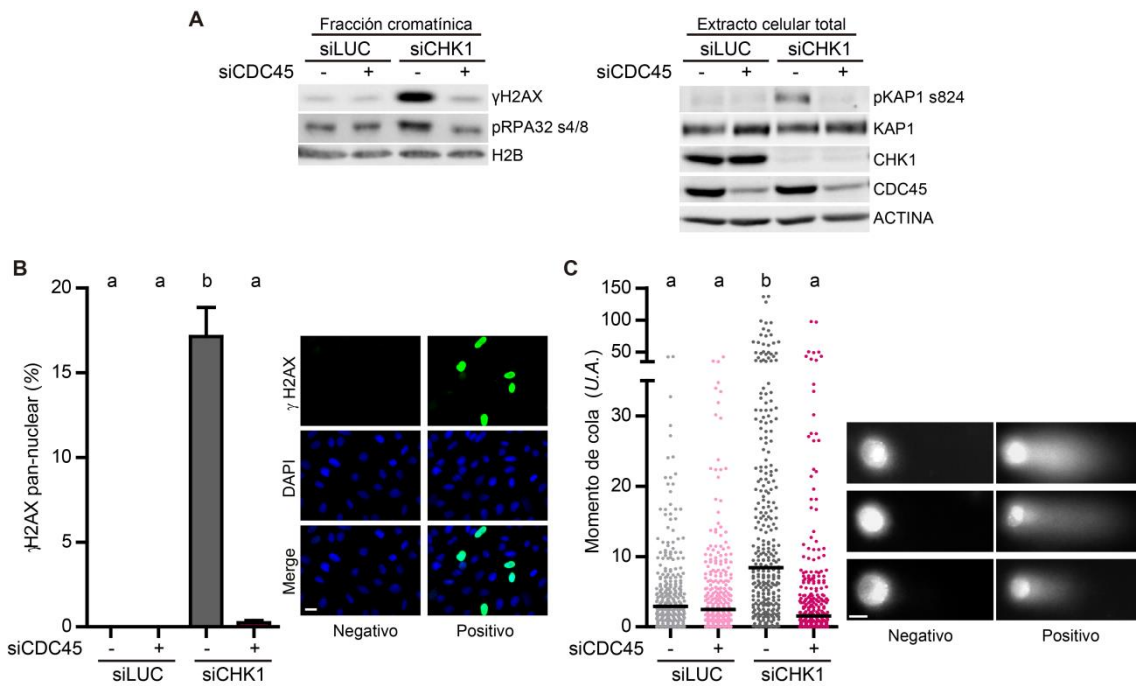 A
Fracción cromatínica
siLUC siCHK1
siCDC45 - + - +
γH2AX
pRPA32 s4/8
H2B
Extracto celular total
siLUC siCHK1
siCDC45 - + - +
pKAP1 s824
KAP1
CHK1
CDC45
ACTINA
B
a a b a
γH2AX pan-nuclear (%)
20
15
10
5
0
siCDC45 - + - +
siLUC siCHK1
γ H2AX
DAPI
Merge
Negativo Positivo
C
a a b a
Momento de cola (U.A.)
150
100
50
30
20
10
0
siCDC45 - + - +
siLUC siCHK1
Negativo Positivo